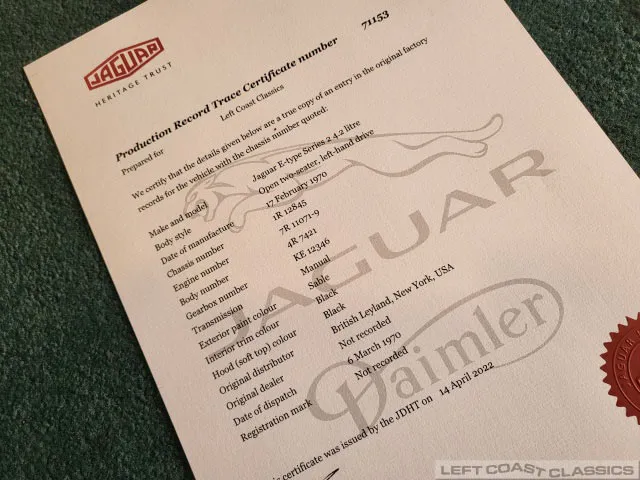 JAGUAR
HERITAGE TRUST
Production Record Trace Certificate number 71153
Prepared for Left Coast Classics
We certify that the details given below are a true copy of an entry in the original factory
records for the vehicle with the chassis number quoted:
Make and model Jaguar E-type Series 2 4.2 litre
Body style Open two-seater, left-hand drive
Date of manufacture 17 February 1970
Chassis number 1R 12845
Engine number 7R 11071-9
Body number 4R 7421
Gearbox number KE 12346
Transmission Manual
Exterior paint colour Sable
Interior trim colour Black
Hood (soft top) colour Black
Original distributor British Leyland, New York, USA
Original dealer Not recorded
Date of dispatch 6 March 1970
Registration mark Not recorded
certificate was issued by the JDHT on 14 April 2022
JAGUAR
Daimler
LEFT COAST CLASSICS